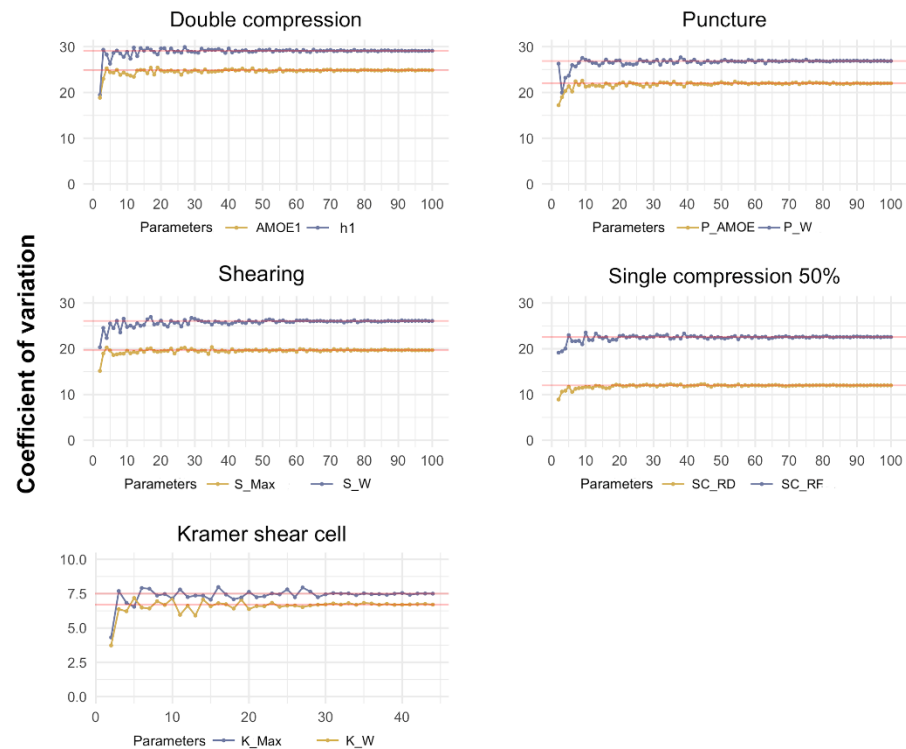 Double compression
30
20
10
0
0 10 20 30 40 50 60 70 80 90 100
Parameters AMOE1 h1
Puncture
30
20
10
0
0 10 20 30 40 50 60 70 80 90 100
Parameters P_AMOE P_W
Coefficient of variation
Shearing
30
20
10
0
0 10 20 30 40 50 60 70 80 90 100
Parameters S_Max S_W
Single compression 50%
30
20
10
0
0 10 20 30 40 50 60 70 80 90 100
Parameters SC_RD SC_RF
Kramer shear cell
10.0
7.5
5.0
2.5
0.0
0 10 20 30 40
Parameters K_Max K_W